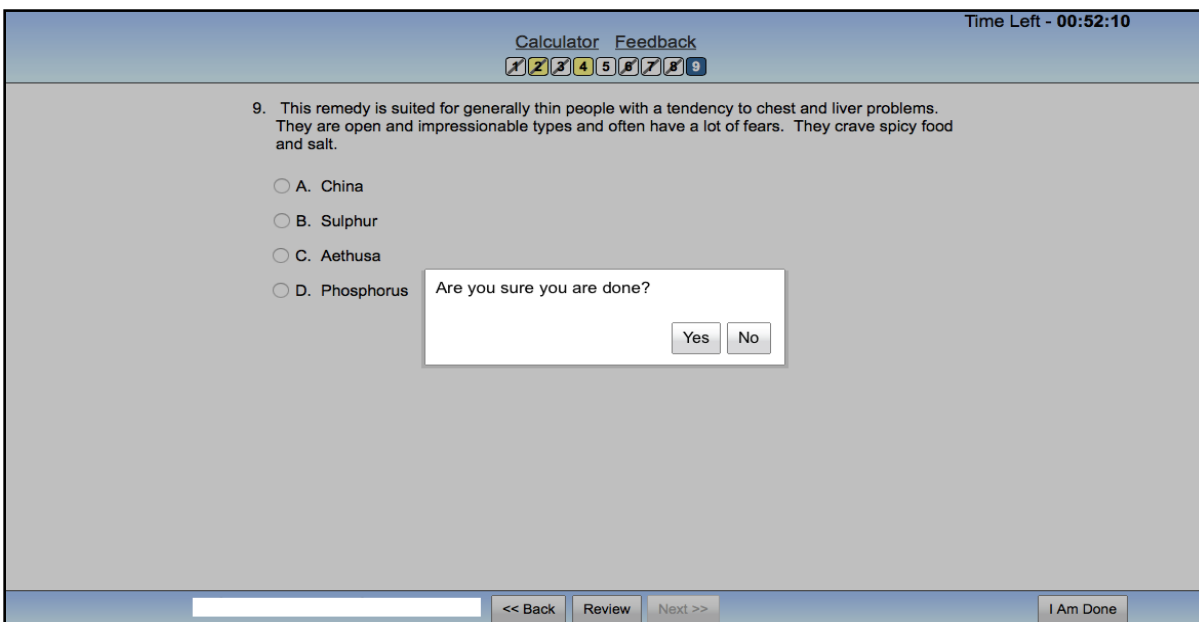 Time Left - 00:52:10
Calculator Feedback
1 2 3 4 5 6 7 8 9
9. This remedy is suited for generally thin people with a tendency to chest and liver problems.
They are open and impressionable types and often have a lot of fears. They crave spicy food
and salt.
A. China
B. Sulphur
C. Aethusa
D. Phosphorus
Are you sure you are done?
Yes No
<< Back Review Next >> I Am Done